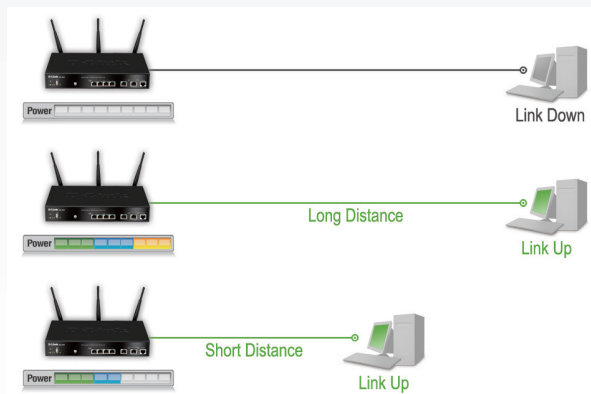 Power
Link Down
Long Distance
Power
Link Up
Short Distance
Power
Link Up